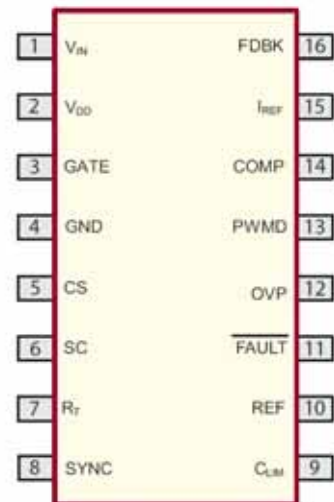 1 VIN FDBK 16
2 VDD IREF 15
3 GATE COMP 14
4 GND PWMD 13
5 CS OVP 12
6 SC FAULT 11
7 RT REF 10
8 SYNC CLIM 9